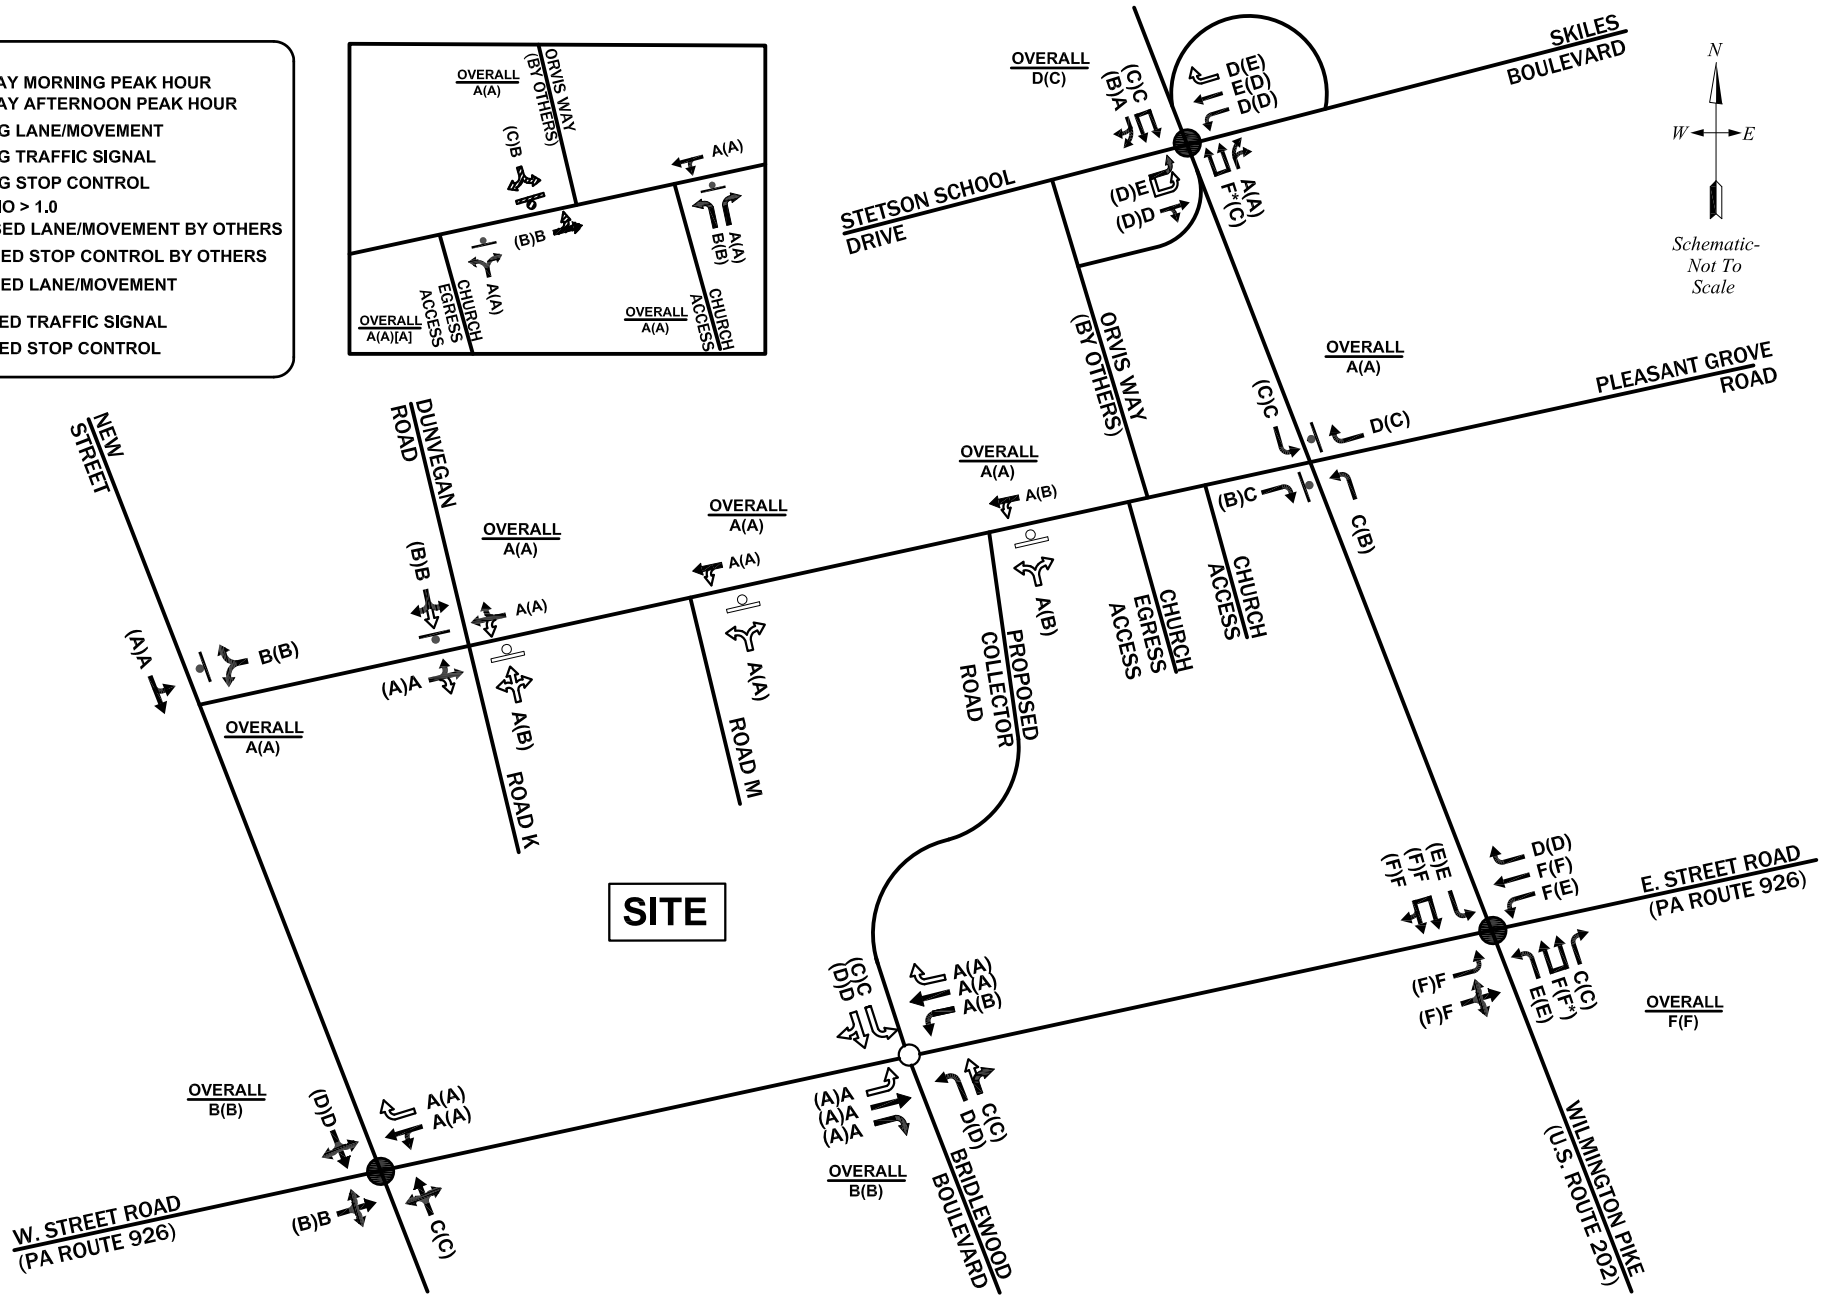 AY MORNING PEAK HOUR
AY AFTERNOON PEAK HOUR
G LANE/MOVEMENT
G TRAFFIC SIGNAL
G STOP CONTROL
IO > 1.0
SED LANE/MOVEMENT BY OTHERS
ED STOP CONTROL BY OTHERS
ED LANE/MOVEMENT
ED TRAFFIC SIGNAL
ED STOP CONTROL
OVERALL
A(A)
ORVIS WAY
(BY OTHERS)
(C)B
A(A)
(B)B
A(A)
B(B)
A(A)
OVERALL
A(A)[A]
CHURCH
EGRESS
ACCESS
OVERALL
A(A)
CHURCH
ACCESS
OVERALL
D(C)
(C)C
(B)A
D(E)
E(D)
D(D)
SKILES
BOULEVARD
N
W
E
Schematic-
Not To
Scale
STETSON SCHOOL
DRIVE
(D)E
(D)D
A(A)
F*(C)
ORVIS WAY
(BY OTHERS)
OVERALL
A(A)
PLEASANT GROVE
ROAD
(C)C
D(C)
(B)C
C(B)
NEW
STREET
DUNVEGAN
ROAD
OVERALL
A(A)
OVERALL
A(A)
OVERALL
A(A)
A(B)
A(A)
(B)B
A(A)
(A)A
B(B)
(A)A
A(B)
A(A)
A(B)
OVERALL
A(A)
ROAD K
ROAD M
PROPOSED
COLLECTOR
ROAD
CHURCH
EGRESS
ACCESS
CHURCH
ACCESS
SITE
(E)E
(F)F
(F)F
D(D)
F(F)
F(E)
E. STREET ROAD
(PA ROUTE 926)
(F)F
(F)F
C(C)
F(F*)
E(E)
OVERALL
F(F)
(C)C
(D)D
A(A)
A(A)
A(B)
(A)A
(A)A
(A)A
C(C)
D(D)
OVERALL
B(B)
BRIDLEWOOD
BOULEVARD
WILMINGTON PIKE
(U.S. ROUTE 202)
OVERALL
B(B)
(D)D
A(A)
A(A)
(B)B
C(C)
W. STREET ROAD
(PA ROUTE 926)